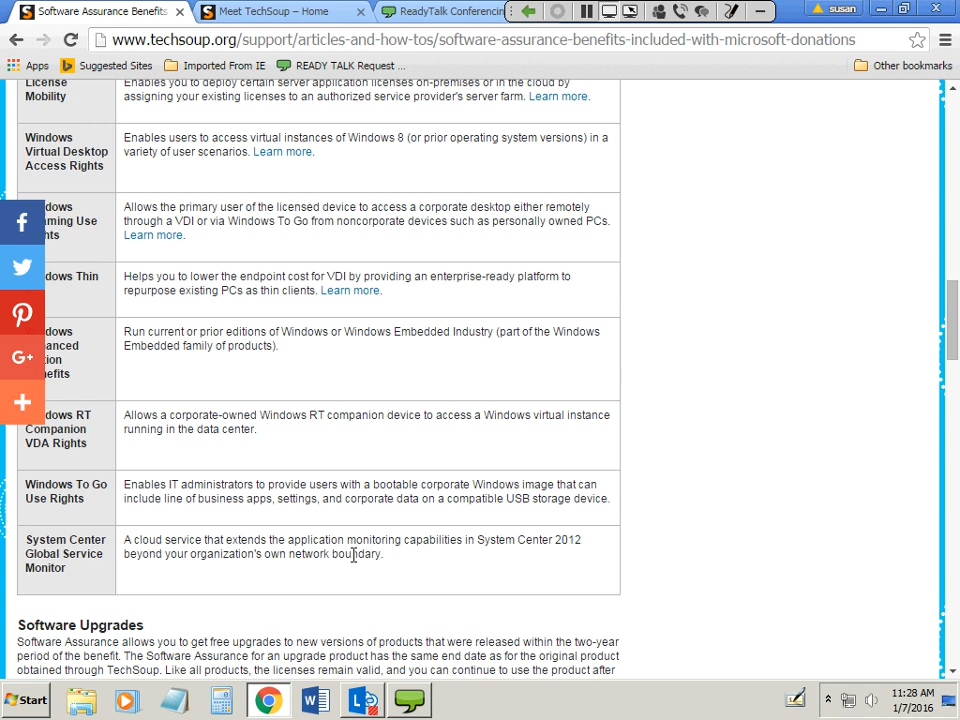 Software Assurance Benefits
Meet TechSoup – Home
ReadyTalk Conferencin
susan
www.techsoup.org/support/articles-and-how-tos/software-assurance-benefits-included-with-microsoft-donations
Apps
Suggested Sites
Imported From IE
READY TALK Request ...
Other bookmarks
License
Mobility
Enables you to deploy certain server application licenses on-premises or in the cloud by
assigning your existing licenses to an authorized service provider's server farm. Learn more.
Windows
Virtual Desktop
Access Rights
Enables users to access virtual instances of Windows 8 (or prior operating system versions) in a
variety of user scenarios. Learn more.
dows
ming Use
hts
Allows the primary user of the licensed device to access a corporate desktop either remotely
through a VDI or via Windows To Go from noncorporate devices such as personally owned PCs.
Learn more.
dows Thin
Helps you to lower the endpoint cost for VDI by providing an enterprise-ready platform to
repurpose existing PCs as thin clients. Learn more.
dows
anced
tion
efits
Run current or prior editions of Windows or Windows Embedded Industry (part of the Windows
Embedded family of products).
dows RT
Companion
VDA Rights
Allows a corporate-owned Windows RT companion device to access a Windows virtual instance
running in the data center.
Windows To Go
Use Rights
Enables IT administrators to provide users with a bootable corporate Windows image that can
include line of business apps, settings, and corporate data on a compatible USB storage device.
System Center
Global Service
Monitor
A cloud service that extends the application monitoring capabilities in System Center 2012
beyond your organization's own network boundary.
Software Upgrades
Software Assurance allows you to get free upgrades to new versions of products that were released within the two-year
period of the benefit. The Software Assurance for an upgrade product has the same end date as for the original product
obtained through TechSoup. Like all products, the licenses remain valid, and you can continue to use the product after
Start
11:28 AM
1/7/2016